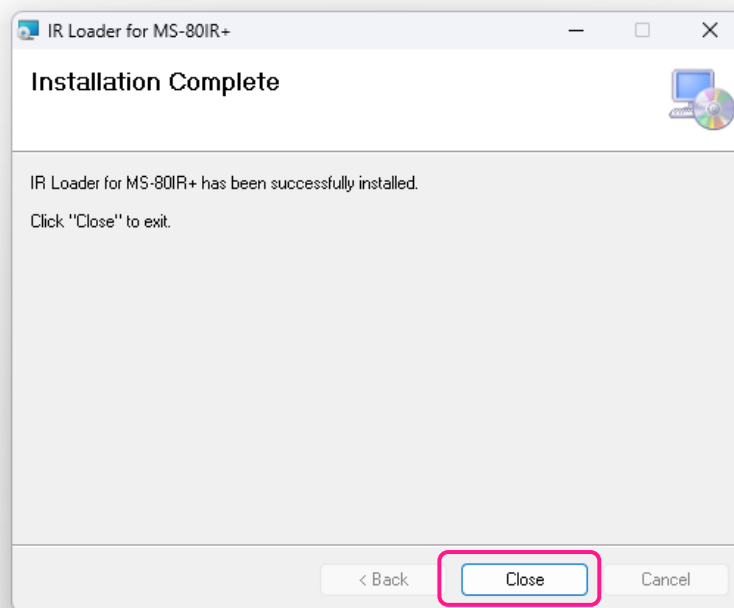 IR Loader for MS-80IR+
Installation Complete
IR Loader for MS-80IR+ has been successfully installed.
Click "Close" to exit.
< Back
Close
Cancel